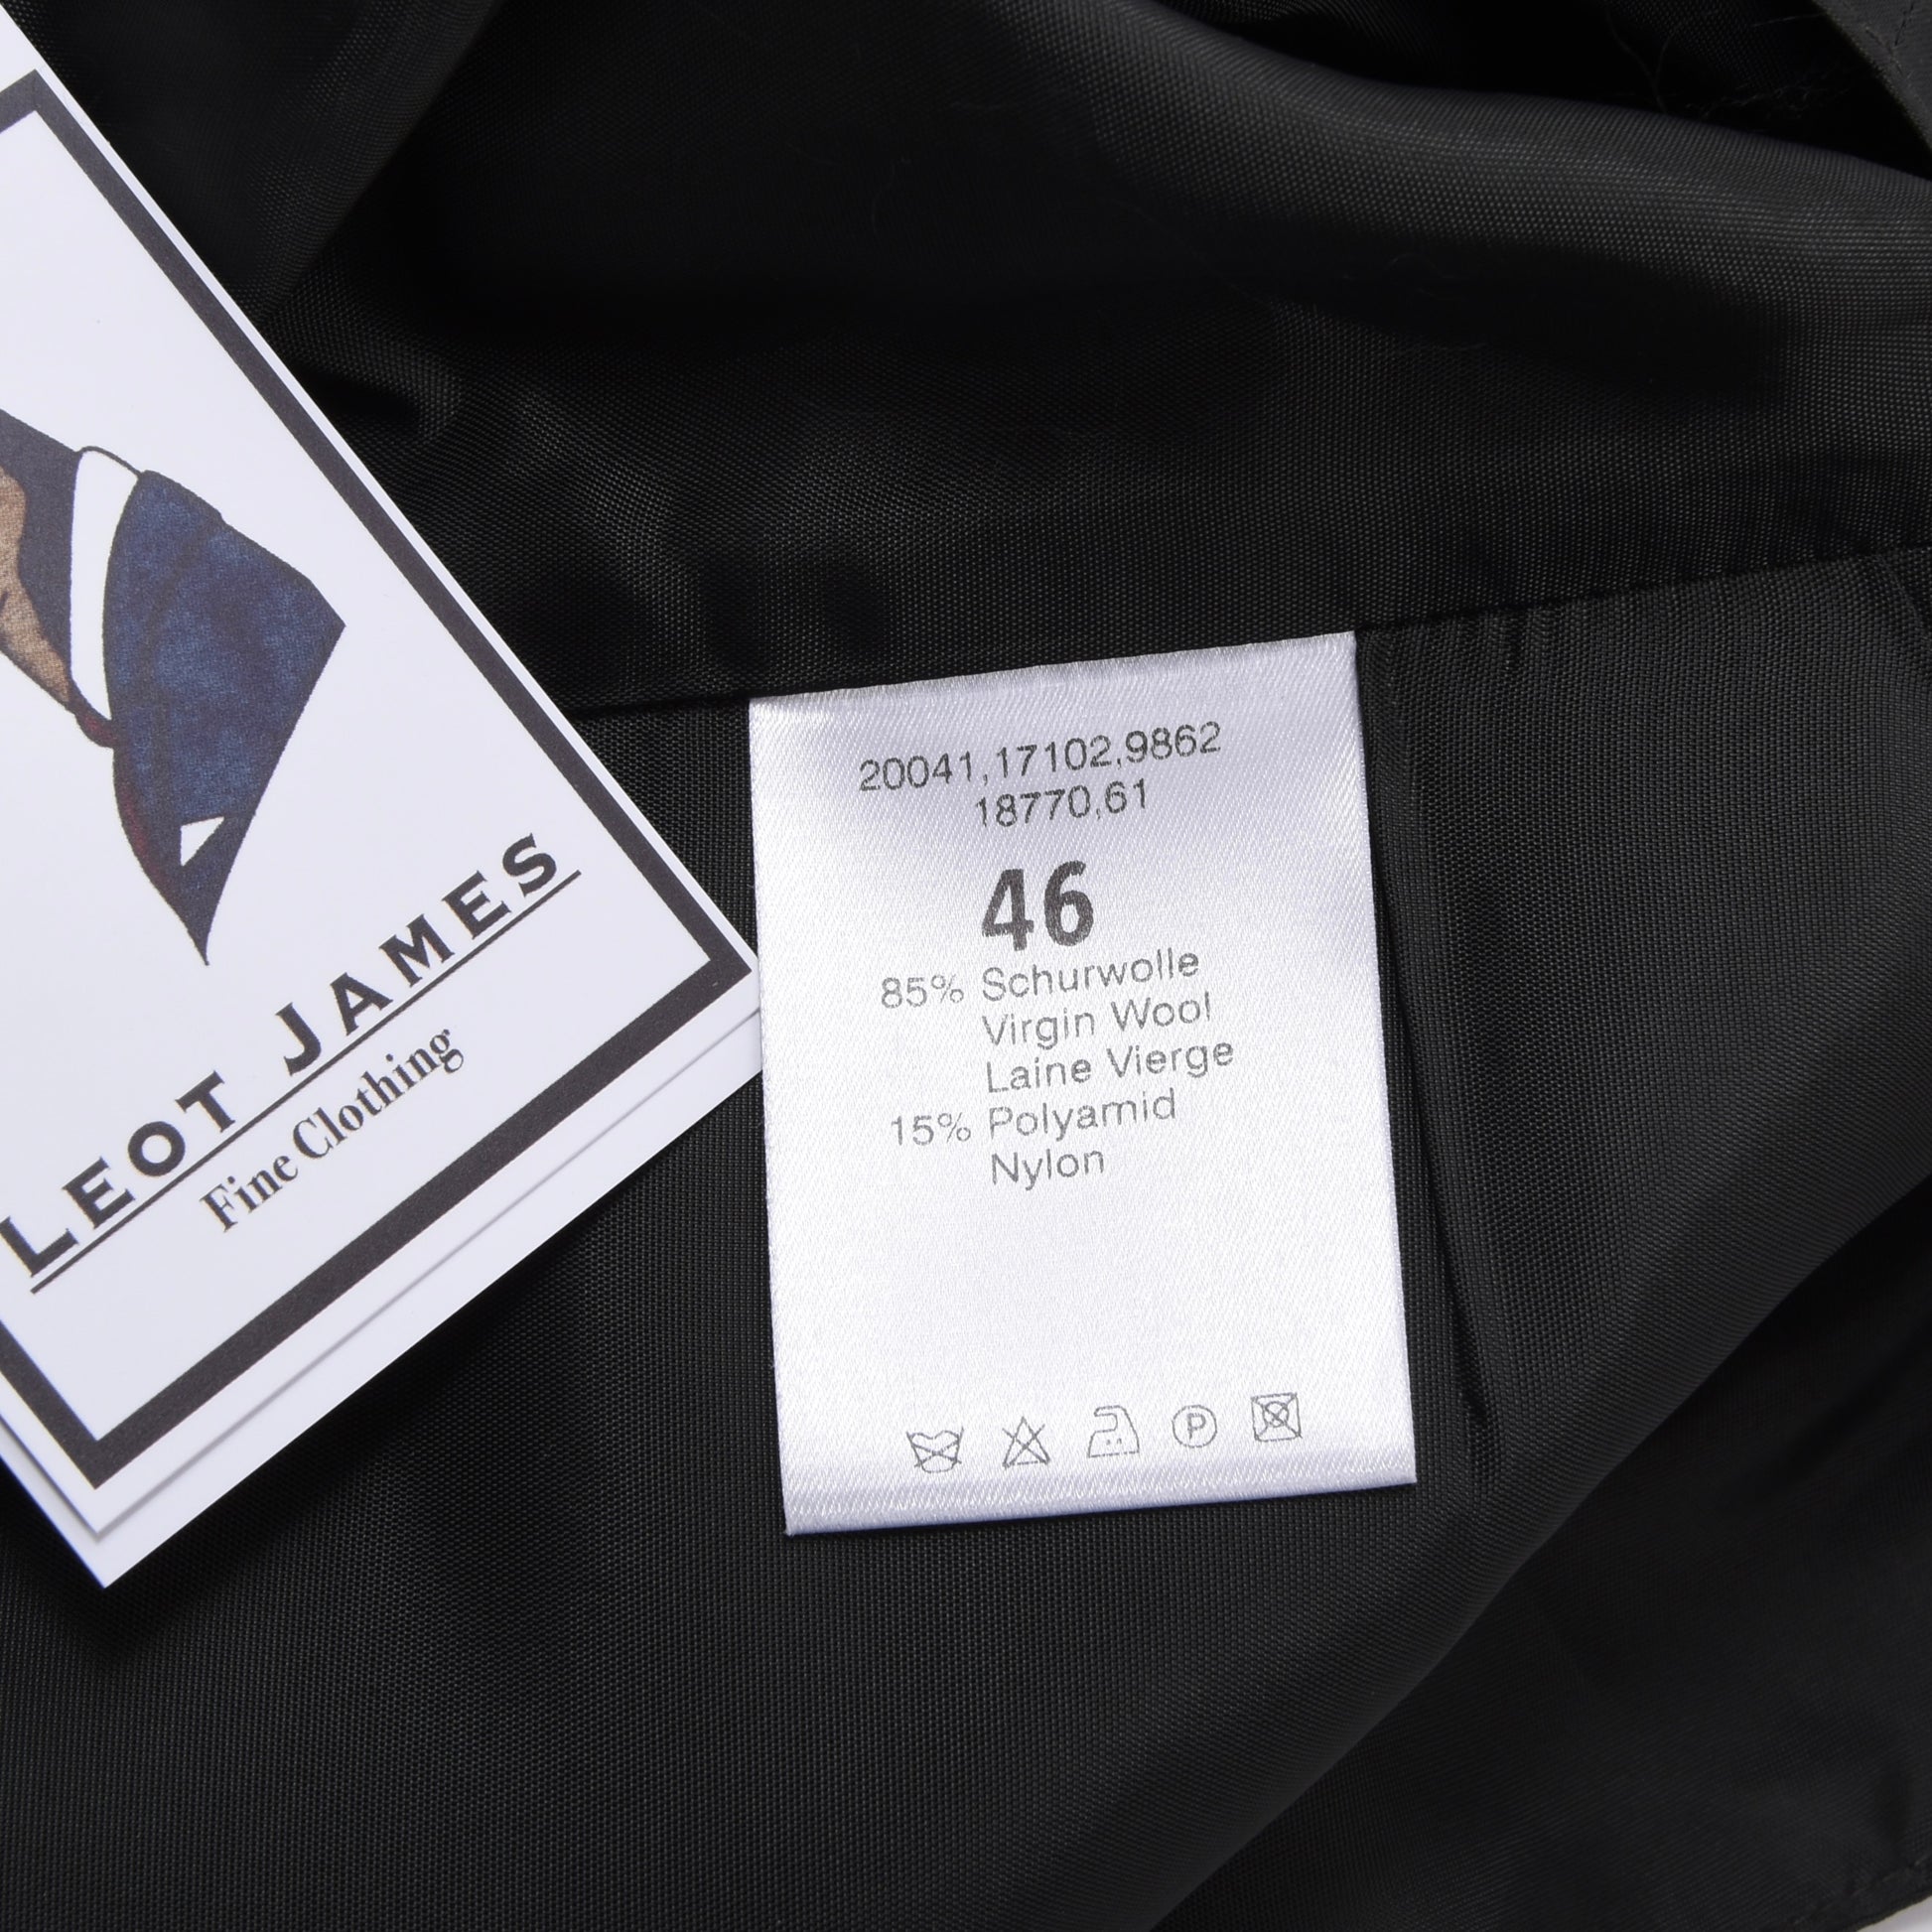 LEOT JAMES
Fine Clothing
20041,17102,9862
18770,61
46
85% Schurwolle
Virgin Wool
Laine Vierge
15% Polyamid
Nylon
P